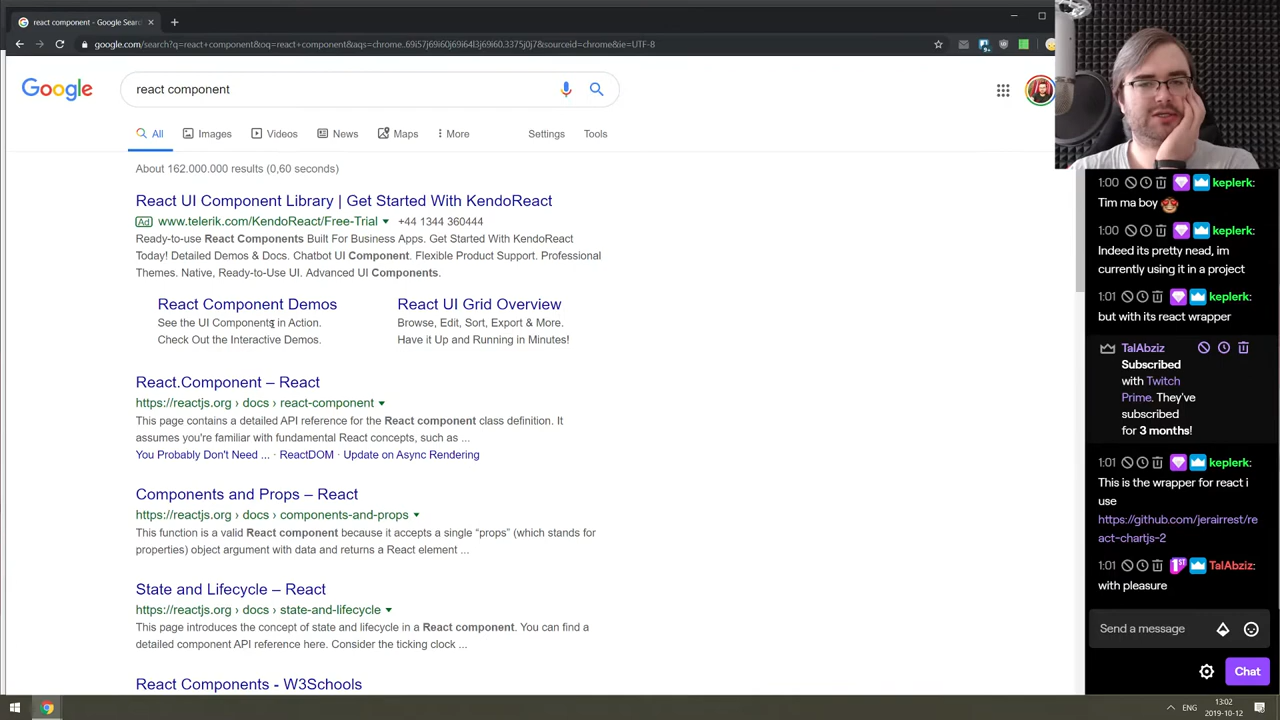 react component - Google Sear
google.com/search?q=react+component&oq=react+component&aqs=chrome..69i57j69i60j69i64l3j69i60.3375j0j7&sourceid=chrome&ie=UTF-8
Google
react component
All
Images
Videos
News
Maps
More
Settings
Tools
About 162.000.000 results (0,60 seconds)
React UI Component Library | Get Started With KendoReact
Ad www.telerik.com/KendoReact/Free-Trial +44 1344 360444
Ready-to-use React Components Built For Business Apps. Get Started With KendoReact
Today! Detailed Demos & Docs. Chatbot UI Component. Flexible Product Support. Professional
Themes. Native, Ready-to-Use UI. Advanced UI Components.
React Component Demos
See the UI Components in Action.
Check Out the Interactive Demos.
React UI Grid Overview
Browse, Edit, Sort, Export & More.
Have it Up and Running in Minutes!
React.Component – React
https://reactjs.org › docs › react-component
This page contains a detailed API reference for the React component class definition. It
assumes you're familiar with fundamental React concepts, such as ...
You Probably Don't Need ... · ReactDOM · Update on Async Rendering
Components and Props – React
https://reactjs.org › docs › components-and-props
This function is a valid React component because it accepts a single “props” (which stands for
properties) object argument with data and returns a React element ...
State and Lifecycle – React
https://reactjs.org › docs › state-and-lifecycle
This page introduces the concept of state and lifecycle in a React component. You can find a
detailed component API reference here. Consider the ticking clock ...
React Components - W3Schools
1:00 keplerk:
Tim ma boy
1:00 keplerk:
Indeed its pretty nead, im
currently using it in a project
1:01 keplerk:
but with its react wrapper
TalAbziz
Subscribed
with Twitch
Prime. They've
subscribed
for 3 months!
1:01 keplerk:
This is the wrapper for react i
use
https://github.com/jerairrest/re
act-chartjs-2
1:01 1ST TalAbziz:
with pleasure
Send a message
Chat
ENG
13:02
2019-10-12